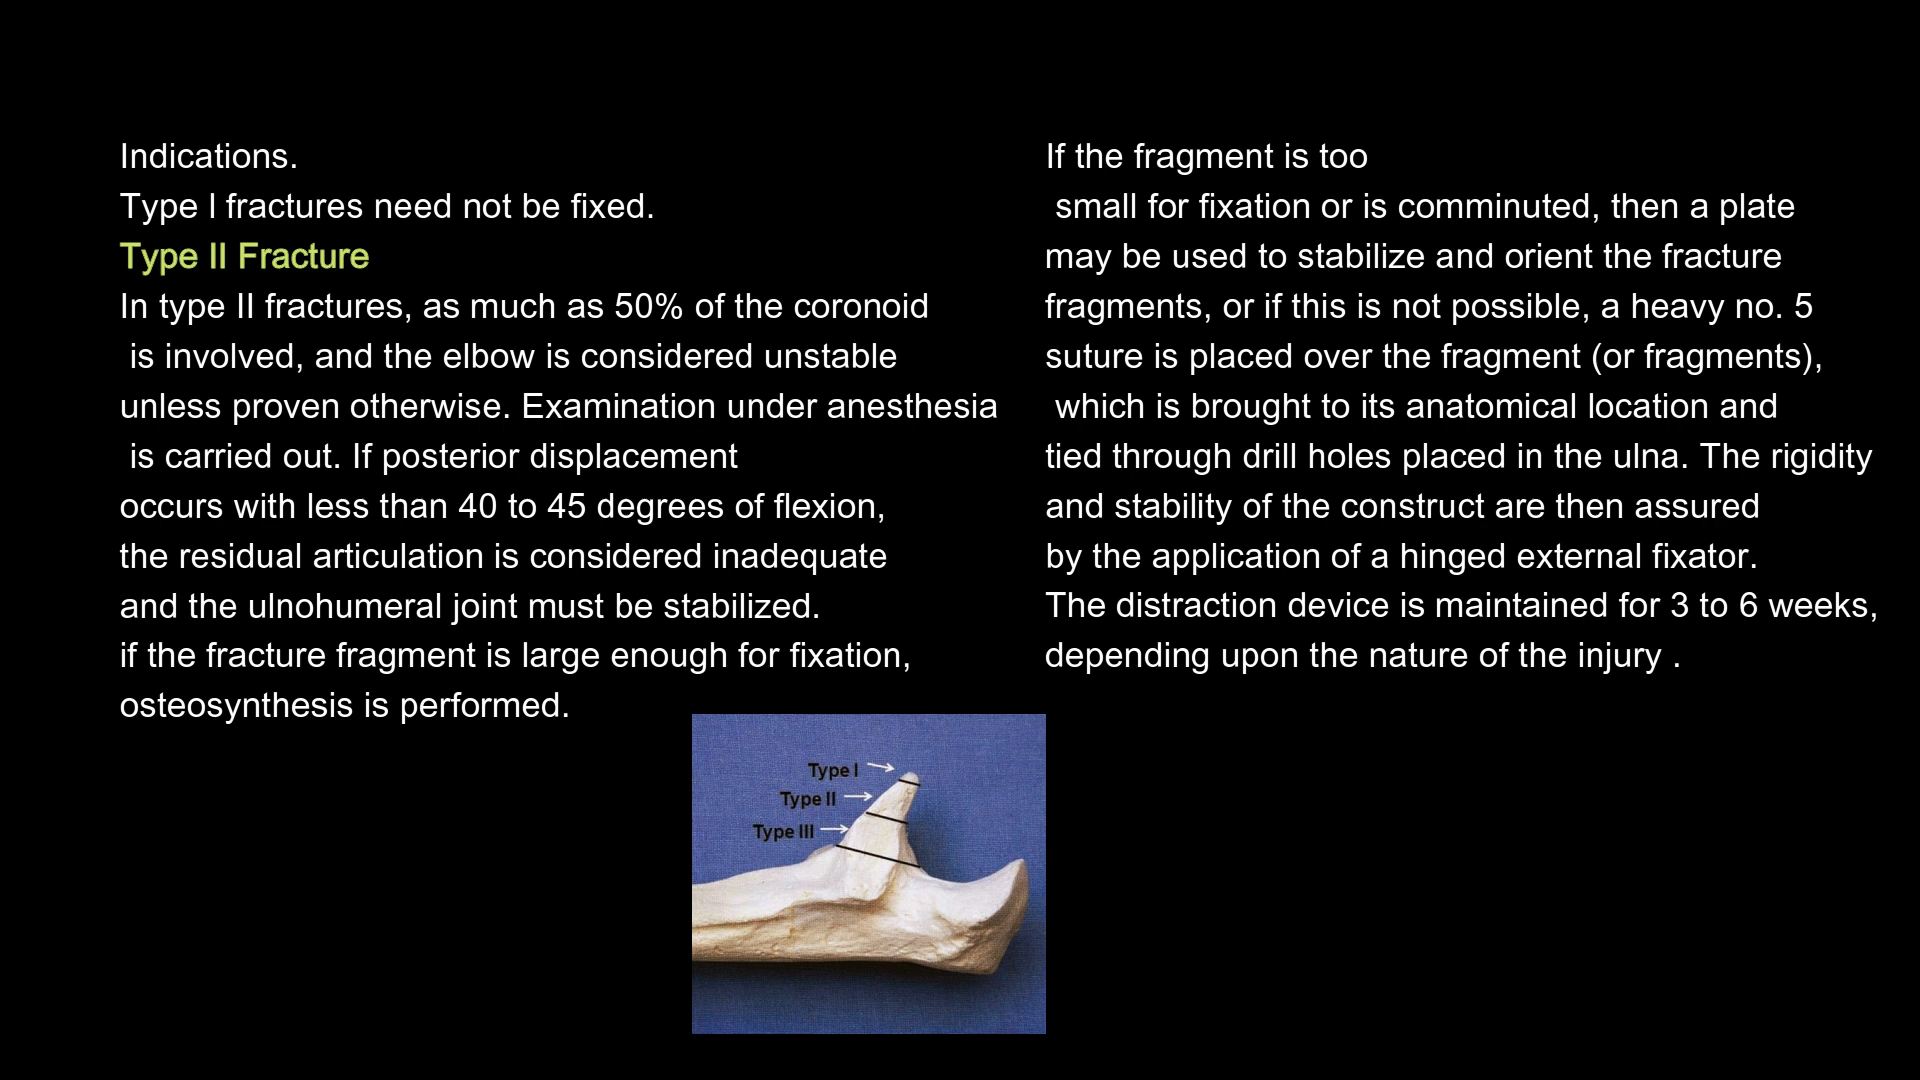 Indications.
Type I fractures need not be fixed.
Type II Fracture
In type II fractures, as much as 50% of the coronoid
is involved, and the elbow is considered unstable
unless proven otherwise. Examination under anesthesia
is carried out. If posterior displacement
occurs with less than 40 to 45 degrees of flexion,
the residual articulation is considered inadequate
and the ulnohumeral joint must be stabilized.
if the fracture fragment is large enough for fixation,
osteosynthesis is performed.
If the fragment is too
small for fixation or is comminuted, then a plate
may be used to stabilize and orient the fracture
fragments, or if this is not possible, a heavy no. 5
suture is placed over the fragment (or fragments),
which is brought to its anatomical location and
tied through drill holes placed in the ulna. The rigidity
and stability of the construct are then assured
by the application of a hinged external fixator.
The distraction device is maintained for 3 to 6 weeks,
depending upon the nature of the injury .
Type I
Type II
Type III